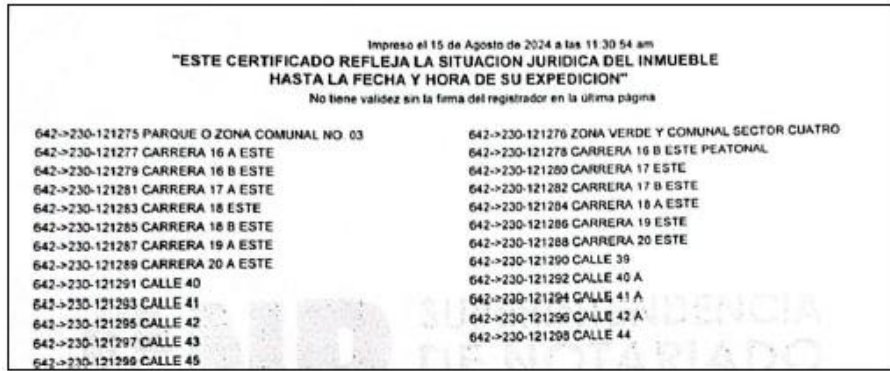 Impreso el 15 de Agosto de 2024 a las 11:30:54 am
"ESTE CERTIFICADO REFLEJA LA SITUACION JURIDICA DEL INMUEBLE
HASTA LA FECHA Y HORA DE SU EXPEDICION"
No tiene validez sin la firma del registrador en la última página
642->230-121275 PARQUE O ZONA COMUNAL NO. 03
642->230-121276 ZONA VERDE Y COMUNAL SECTOR CUATRO
642->230-121277 CARRERA 16 A ESTE
642->230-121278 CARRERA 16 B ESTE PEATONAL
642->230-121279 CARRERA 16 B ESTE
642->230-121280 CARRERA 17 ESTE
642->230-121281 CARRERA 17 A ESTE
642->230-121282 CARRERA 17 B ESTE
642->230-121283 CARRERA 18 ESTE
642->230-121284 CARRERA 18 A ESTE
642->230-121285 CARRERA 18 B ESTE
642->230-121286 CARRERA 19 ESTE
642->230-121287 CARRERA 19 A ESTE
642->230-121288 CARRERA 20 ESTE
642->230-121289 CARRERA 20 A ESTE
642->230-121290 CALLE 39
642->230-121291 CALLE 40
642->230-121292 CALLE 40 A
642->230-121293 CALLE 41
642->230-121294 CALLE 41 A
642->230-121295 CALLE 42
642->230-121296 CALLE 42 A
642->230-121297 CALLE 43
642->230-121298 CALLE 44
642->230-121299 CALLE 45
DE NOTARIADO